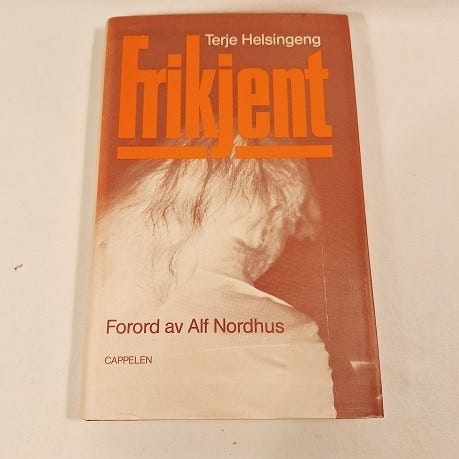 Terje Helsingeng
Frikjent
Forord av Alf Nordhus
CAPPELEN